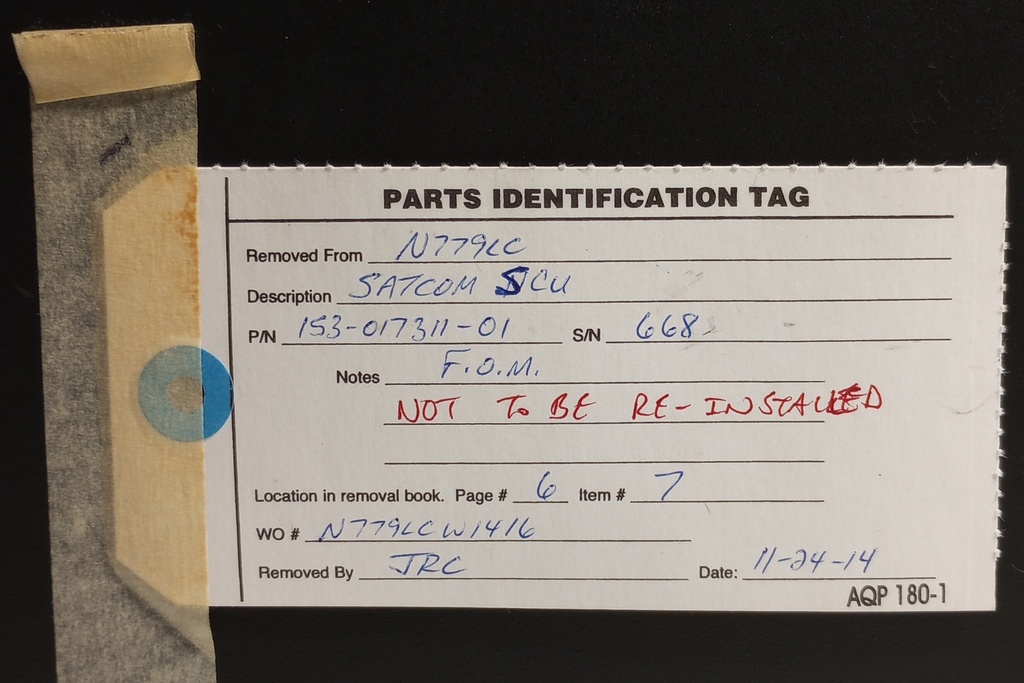 PARTS IDENTIFICATION TAG
Removed From N779LC
Description SATCOM SCU
P/N 153-017311-01 S/N 668
Notes F.O.M.
NOT TO BE RE-INSTALLED
Location in removal book. Page # 6 Item # 7
WO # N779LCW1416
Removed By JRC Date: 11-24-14
AQP 180-1